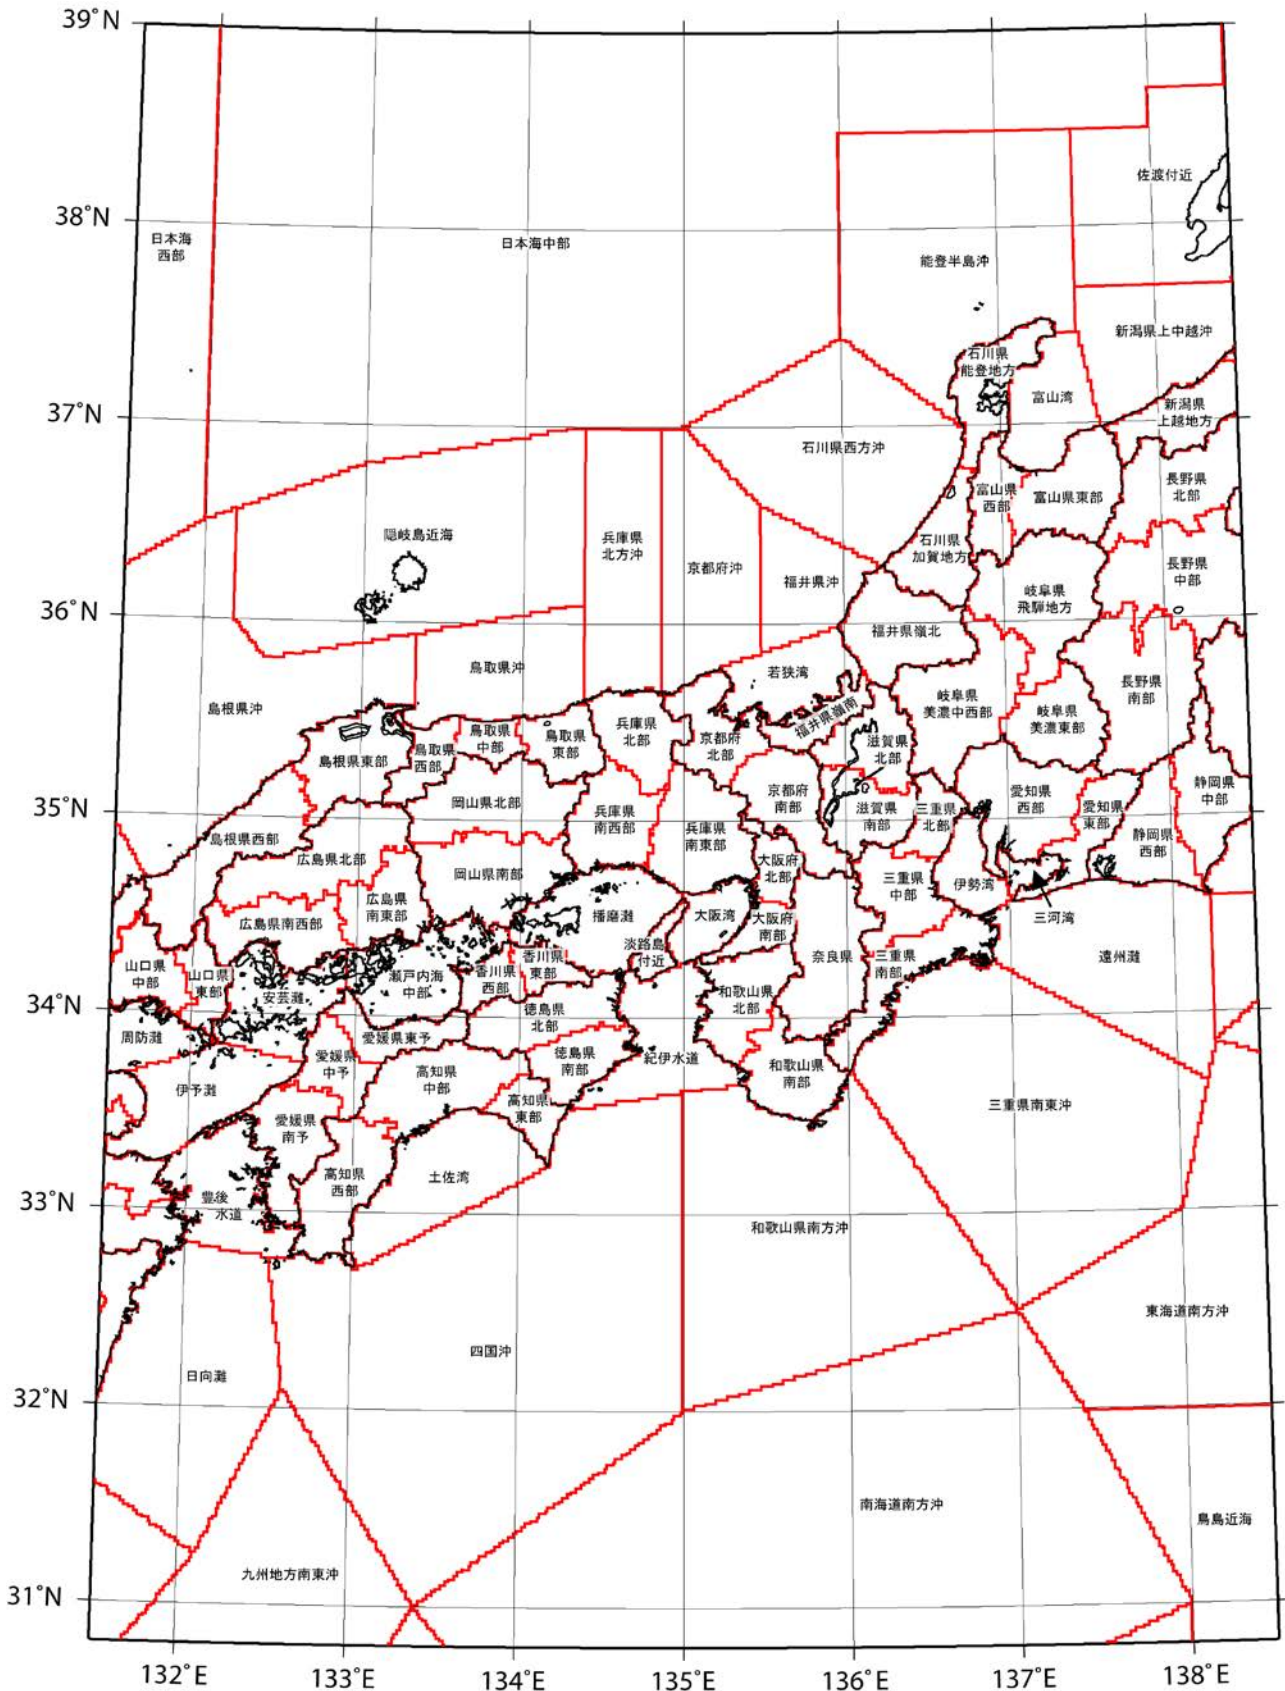 39°N
佐渡付近
38°N
日本海
西部
日本海中部
能登半島沖
新潟県上中越沖
石川県
能登地方
富山湾
新潟県
上越地方
37°N
石川県西方沖
富山県
西部
富山県東部
長野県
北部
隠岐島近海
兵庫県
北方沖
京都府沖
福井県沖
石川県
加賀地方
長野県
中部
岐阜県
飛騨地方
36°N
福井県嶺北
鳥取県沖
若狭湾
島根県沖
岐阜県
美濃中西部
岐阜県
美濃東部
長野県
南部
福井県嶺南
兵庫県
北部
京都府
北部
滋賀県
北部
鳥取県
中部
鳥取県
東部
鳥取県
西部
島根県東部
静岡県
中部
35°N
岡山県北部
兵庫県
南西部
兵庫県
南東部
京都府
南部
滋賀県
南部
三重県
北部
愛知県
西部
愛知県
東部
静岡県
西部
島根県西部
広島県北部
岡山県南部
大阪府
北部
三重県
中部
伊勢湾
三河湾
広島県
南東部
広島県南西部
播磨灘
大阪湾
大阪府
南部
淡路島
付近
奈良県
三重県
南部
遠州灘
山口県
中部
山口県
東部
安芸灘
瀬戸内海
中部
香川県
西部
香川県
東部
和歌山県
北部
34°N
周防灘
愛媛県東予
徳島県
北部
愛媛県
中予
高知県
中部
徳島県
南部
紀伊水道
和歌山県
南部
伊予灘
高知県
東部
三重県南東沖
愛媛県
南予
高知県
西部
土佐湾
33°N
豊後
水道
和歌山県南方沖
東海道南方沖
四国沖
日向灘
32°N
南海道南方沖
鳥島近海
九州地方南東沖
31°N
132°E
133°E
134°E
135°E
136°E
137°E
138°E